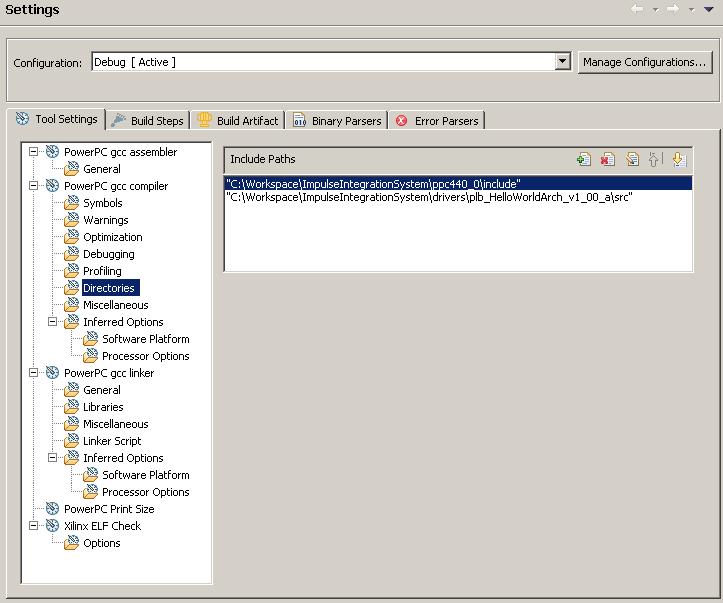 Settings
Configuration: Debug [ Active ] Manage Configurations...
Tool Settings Build Steps Build Artifact Binary Parsers Error Parsers
PowerPC gcc assembler
General
PowerPC gcc compiler
Symbols
Warnings
Optimization
Debugging
Profiling
Directories
Miscellaneous
Inferred Options
Software Platform
Processor Options
PowerPC gcc linker
General
Libraries
Miscellaneous
Linker Script
Inferred Options
Software Platform
Processor Options
PowerPC Print Size
Xilinx ELF Check
Options
Include Paths
"C:\Workspace\ImpulseIntegrationSystem\ppc440_0\include"
"C:\Workspace\ImpulseIntegrationSystem\drivers\plb_HelloWorldArch_v1_00_a\src"